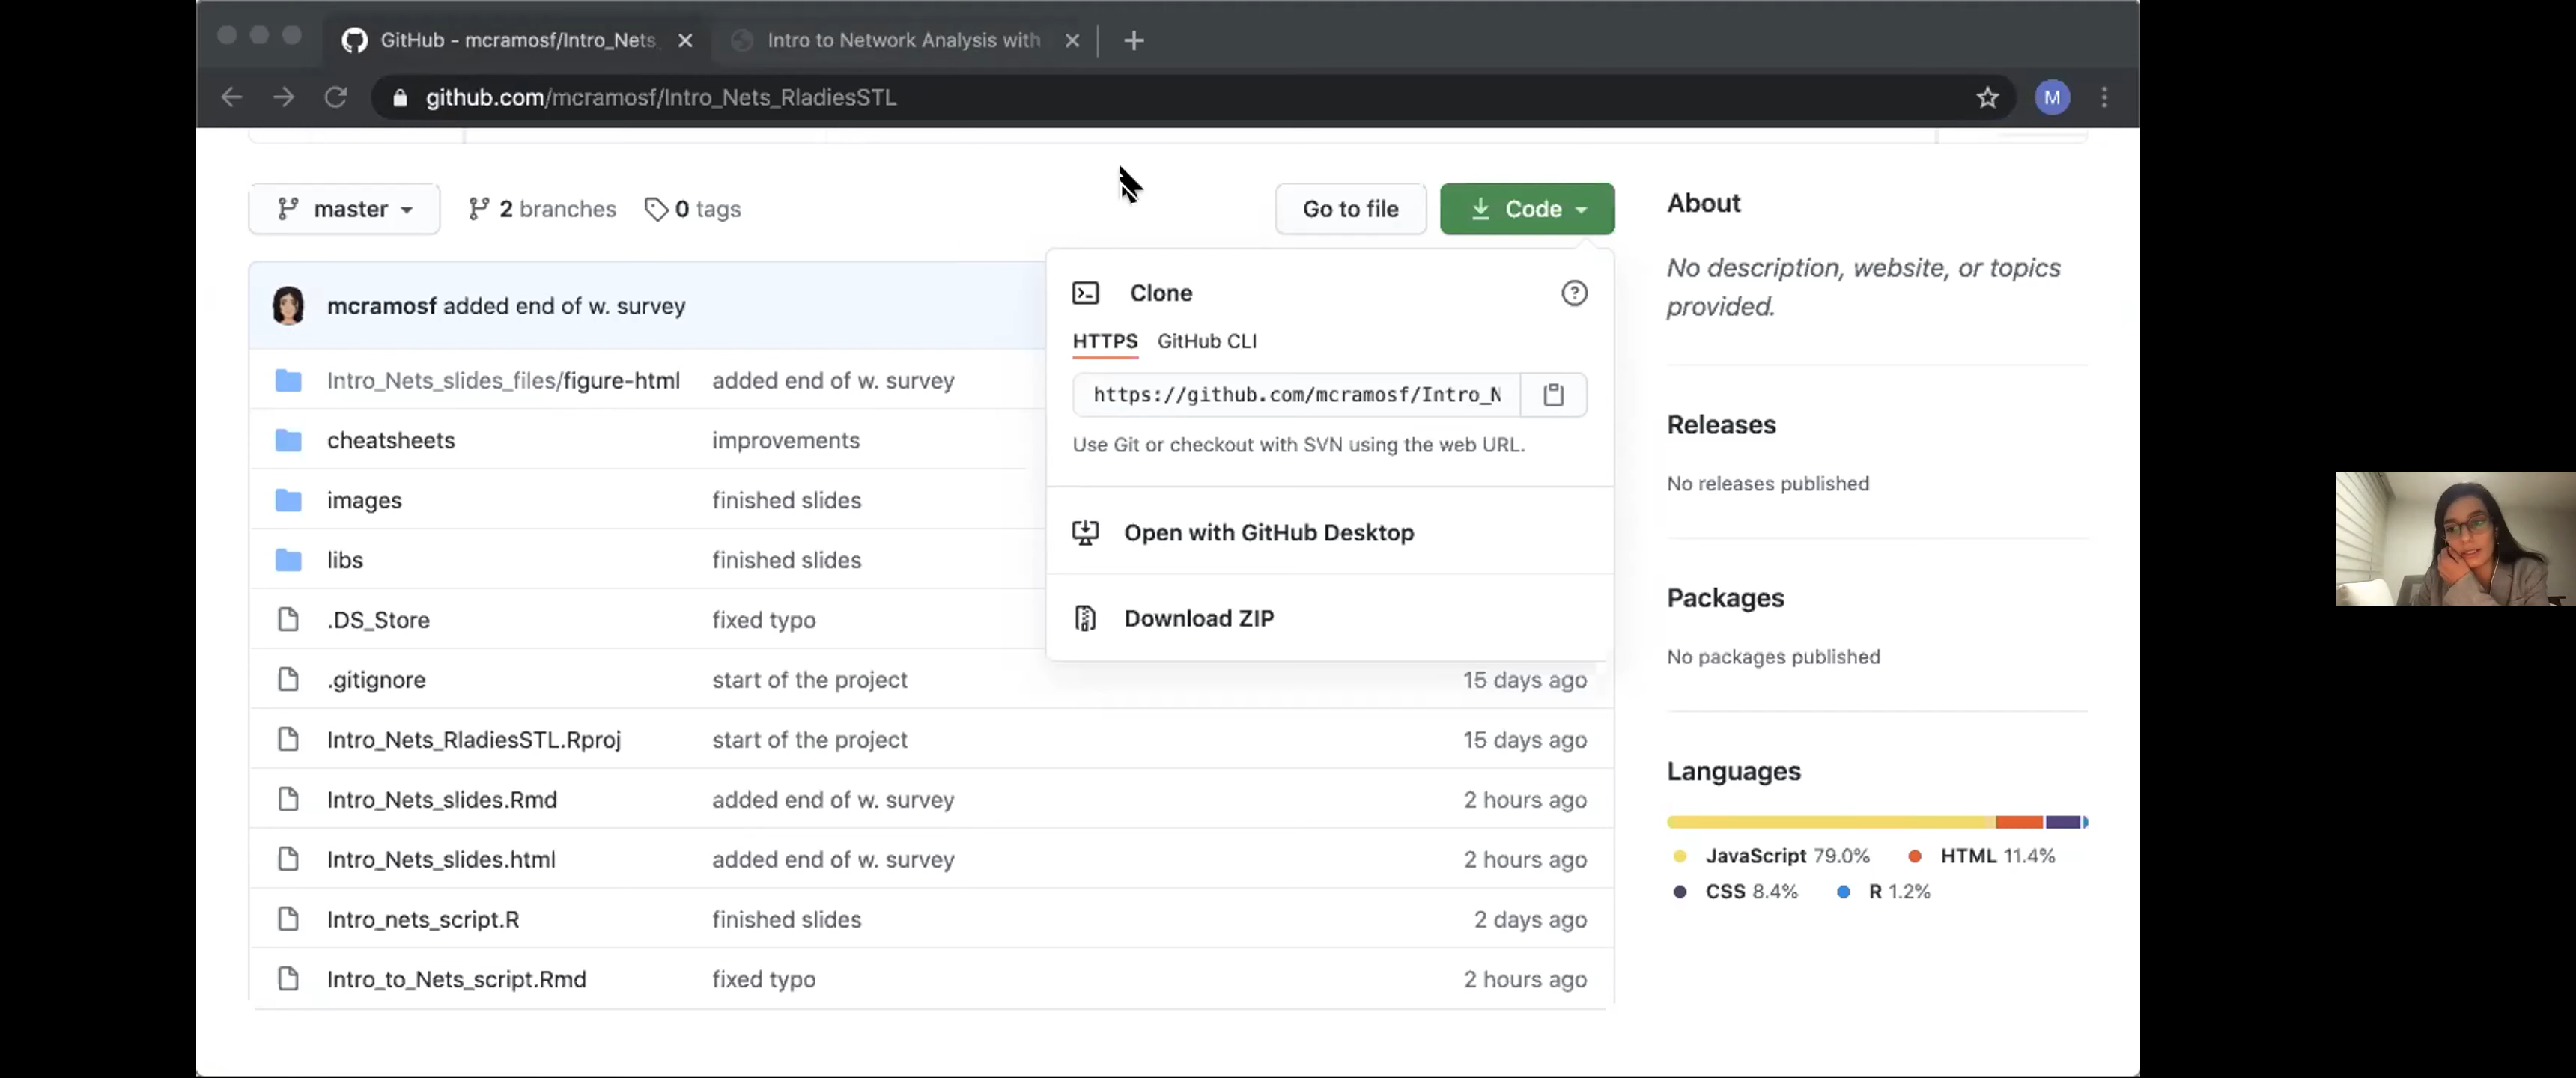 GitHub - mcramosf/Intro_Nets
Intro to Network Analysis with
github.com/mcramosf/Intro_Nets_RladiesSTL
M
master
2 branches
0 tags
Go to file
Code
mcramosf added end of w. survey
Intro_Nets_slides_files/figure-html added end of w. survey
cheatsheets improvements
images finished slides
libs finished slides
.DS_Store fixed typo
.gitignore start of the project 15 days ago
Intro_Nets_RladiesSTL.Rproj start of the project 15 days ago
Intro_Nets_slides.Rmd added end of w. survey 2 hours ago
Intro_Nets_slides.html added end of w. survey 2 hours ago
Intro_nets_script.R finished slides 2 days ago
Intro_to_Nets_script.Rmd fixed typo 2 hours ago
Clone
HTTPS GitHub CLI
https://github.com/mcramosf/Intro_N
Use Git or checkout with SVN using the web URL.
Open with GitHub Desktop
Download ZIP
About
No description, website, or topics
provided.
Releases
No releases published
Packages
No packages published
Languages
JavaScript 79.0% HTML 11.4%
CSS 8.4% R 1.2%